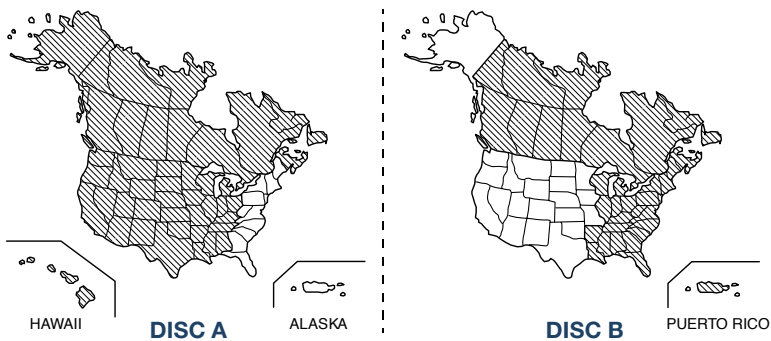 HAWAII
DISC A
ALASKA
DISC B
PUERTO RICO